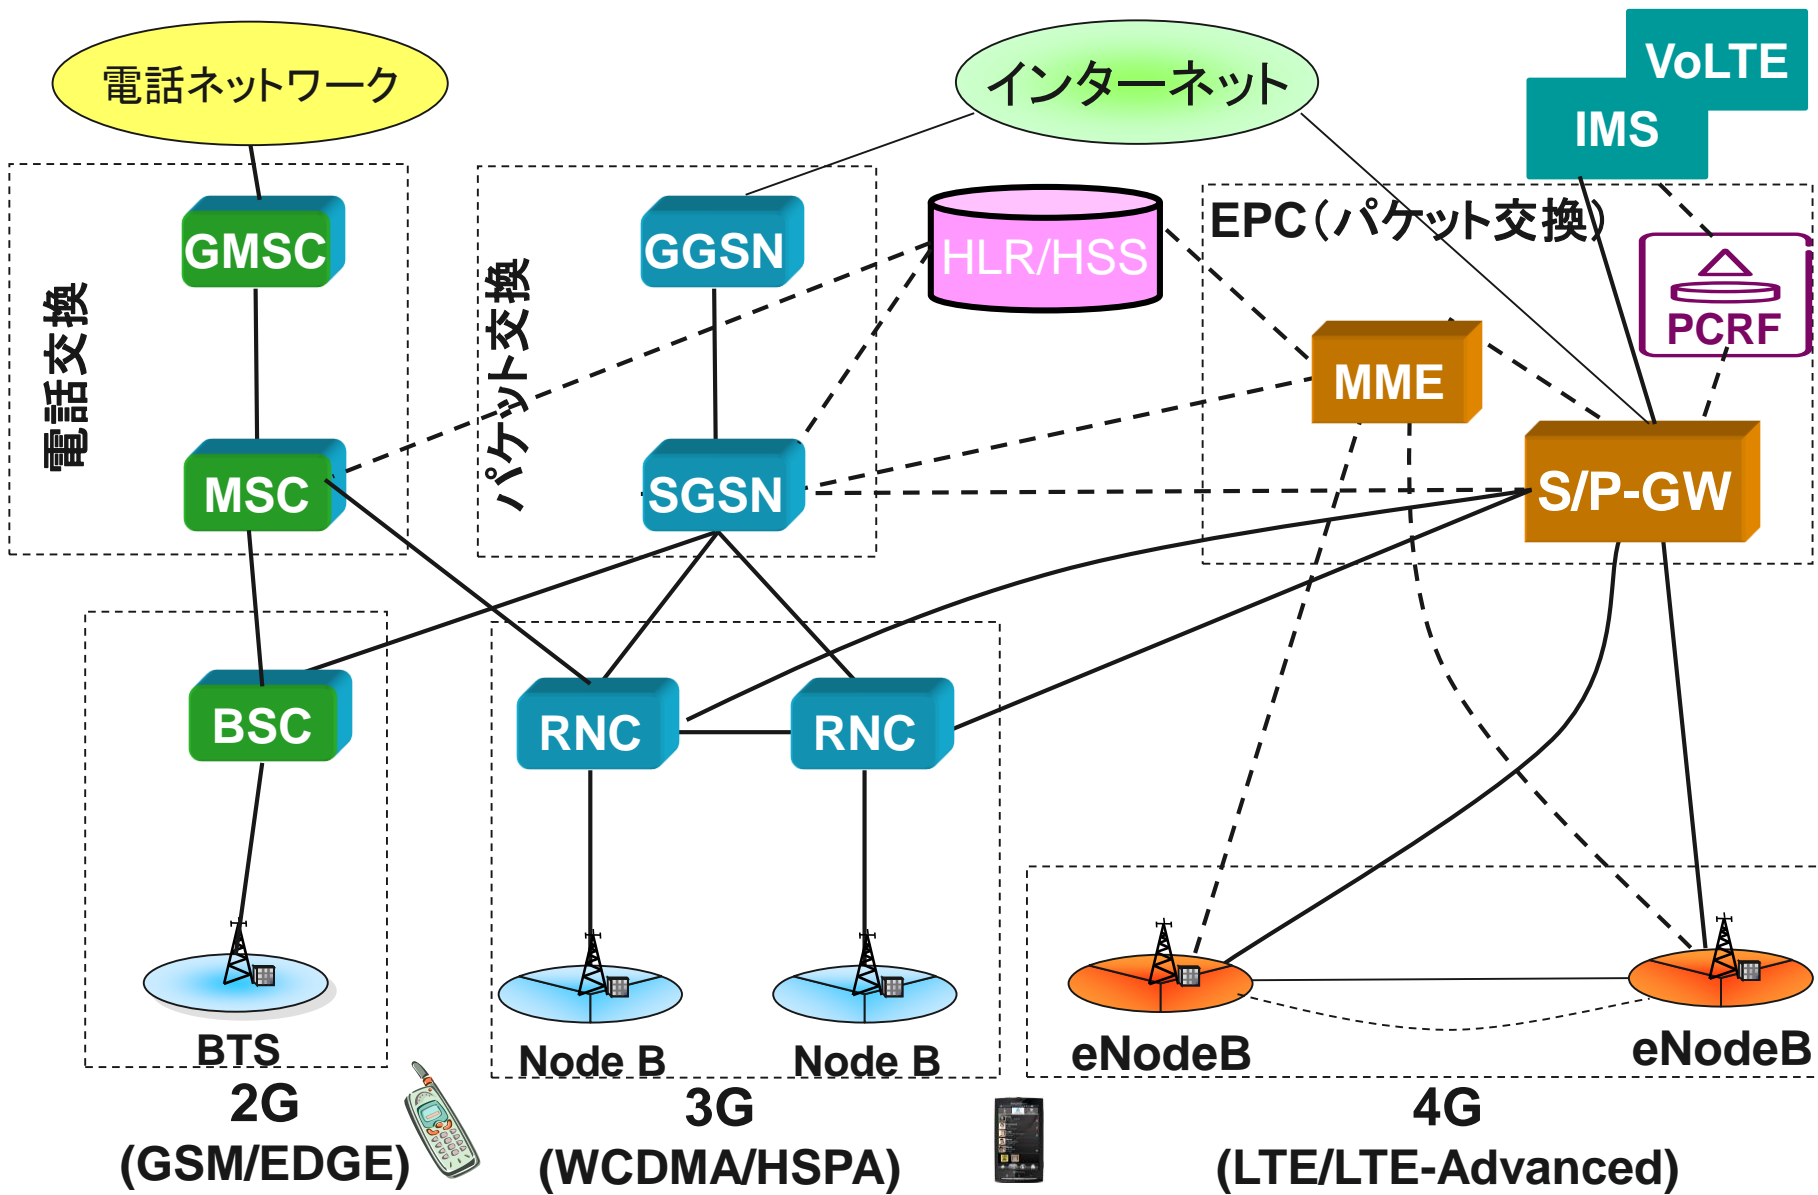 電話ネットワーク
インターネット
VoLTE
IMS
GMSC
GGSN
HLR/HSS
EPC（パケット交換）
PCRF
電話交換
パケット交換
MME
MSC
SGSN
S/P-GW
BSC
RNC
RNC
BTS
Node B
Node B
eNodeB
eNodeB
2G
(GSM/EDGE)
3G
(WCDMA/HSPA)
4G
(LTE/LTE-Advanced)